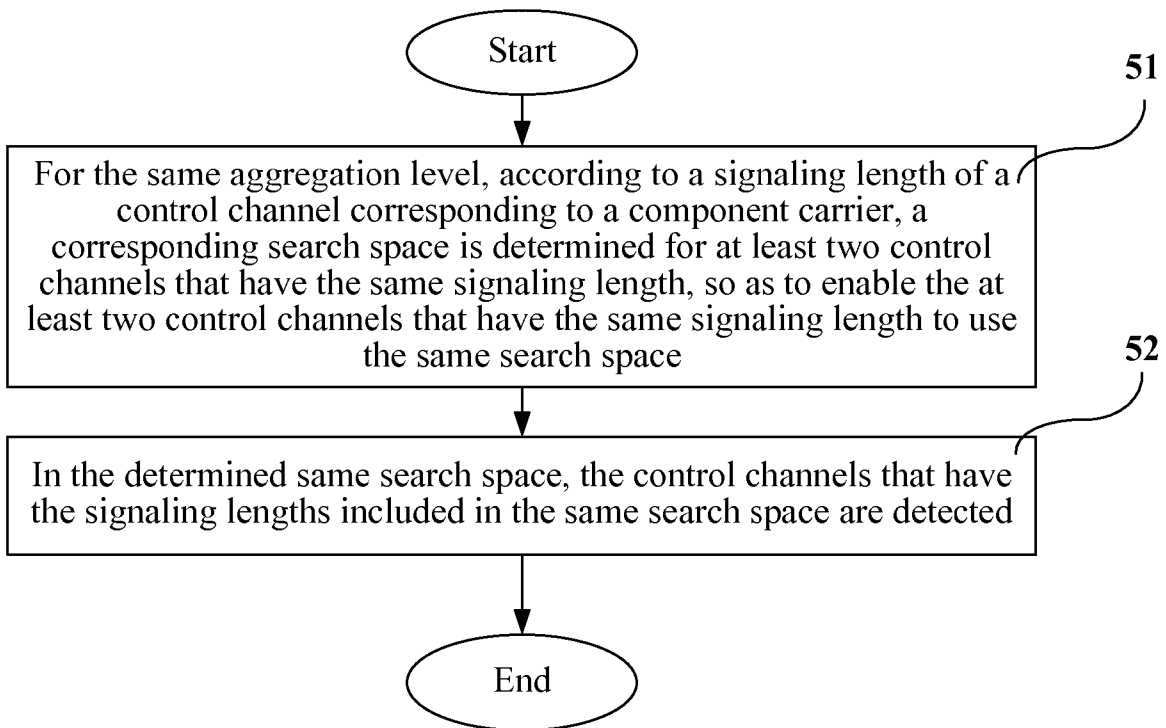 Start
51
For the same aggregation level, according to a signaling length of a
control channel corresponding to a component carrier, a
corresponding search space is determined for at least two control
channels that have the same signaling length, so as to enable the at
least two control channels that have the same signaling length to use
the same search space
52
In the determined same search space, the control channels that have
the signaling lengths included in the same search space are detected
End